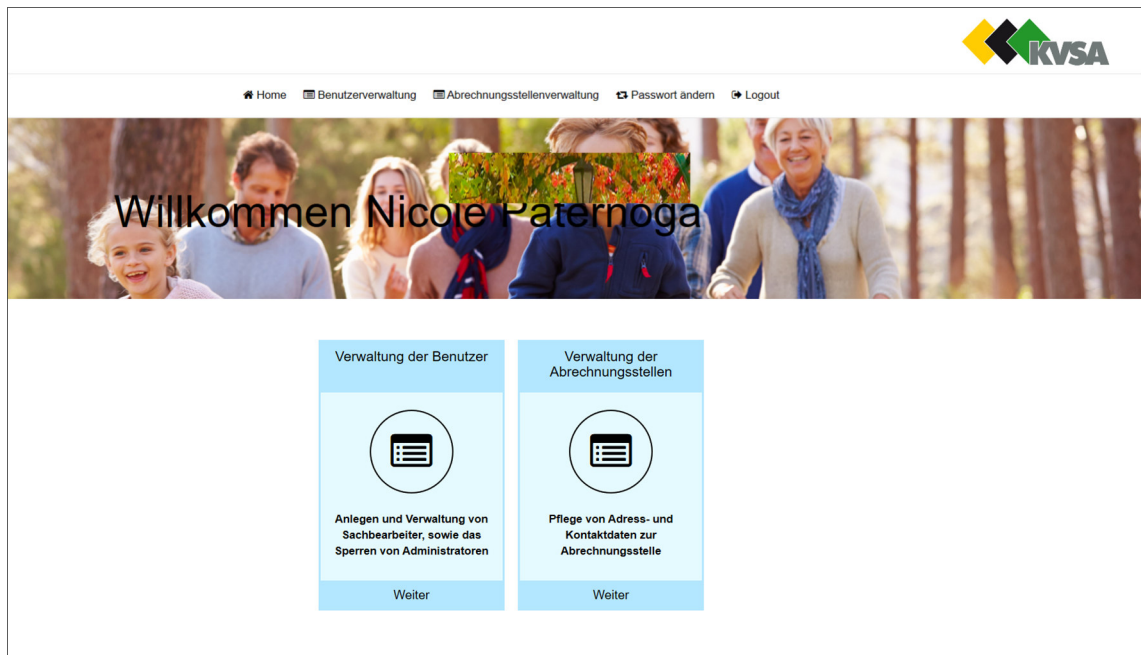 KVSA
Home Benutzerverwaltung Abrechnungsstellenverwaltung Passwort ändern Logout
Willkommen Nicole Paternoga
Verwaltung der Benutzer
Anlegen und Verwaltung von
Sachbearbeiter, sowie das
Sperren von Administratoren
Weiter
Verwaltung der
Abrechnungsstellen
Pflege von Adress- und
Kontaktdaten zur
Abrechnungsstelle
Weiter